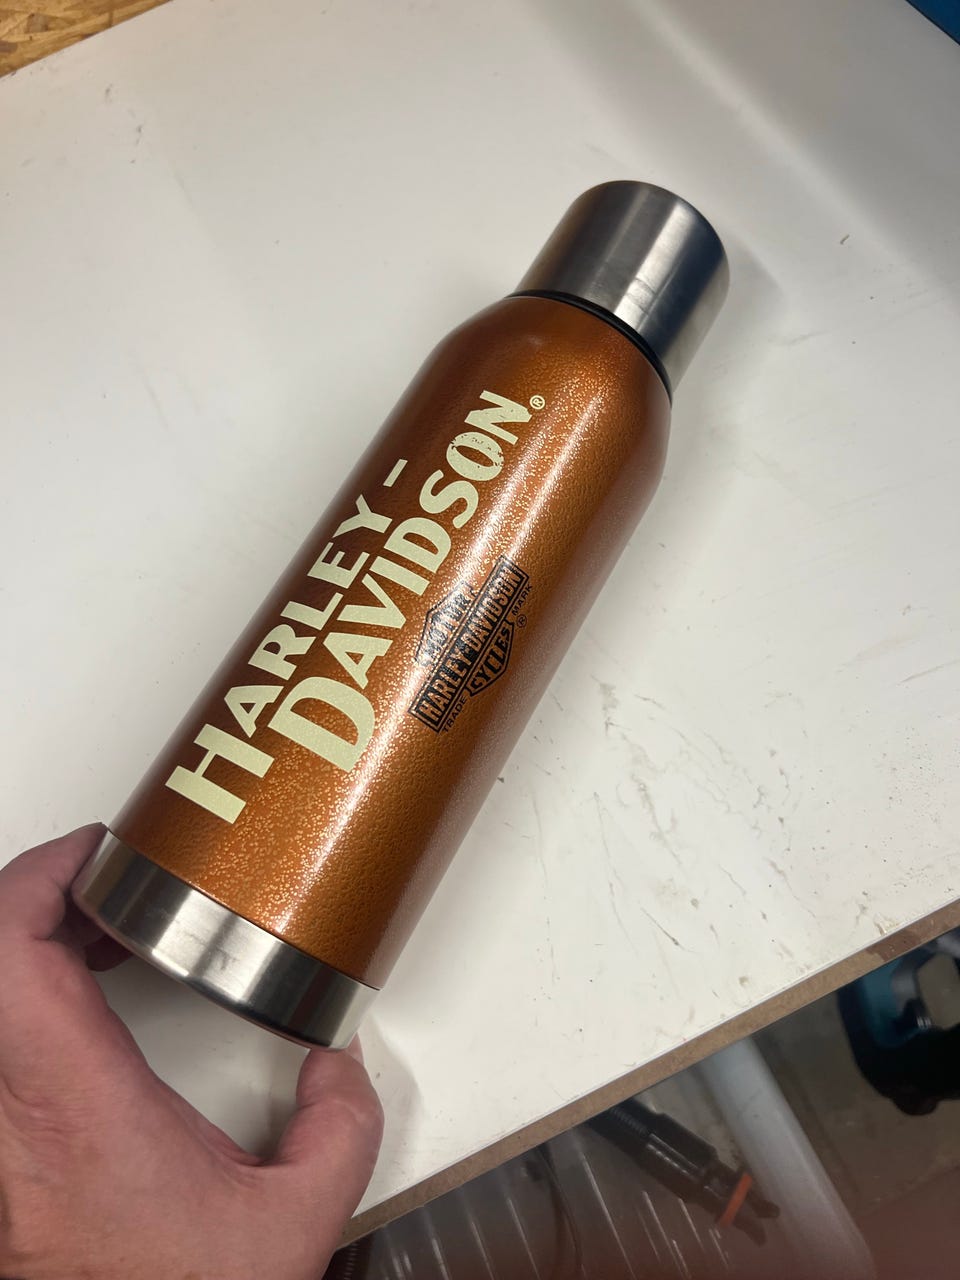 HARLEY-
DAVIDSON®
MOTOR
HARLEY-DAVIDSON
CYCLES
TRADE MARK ®